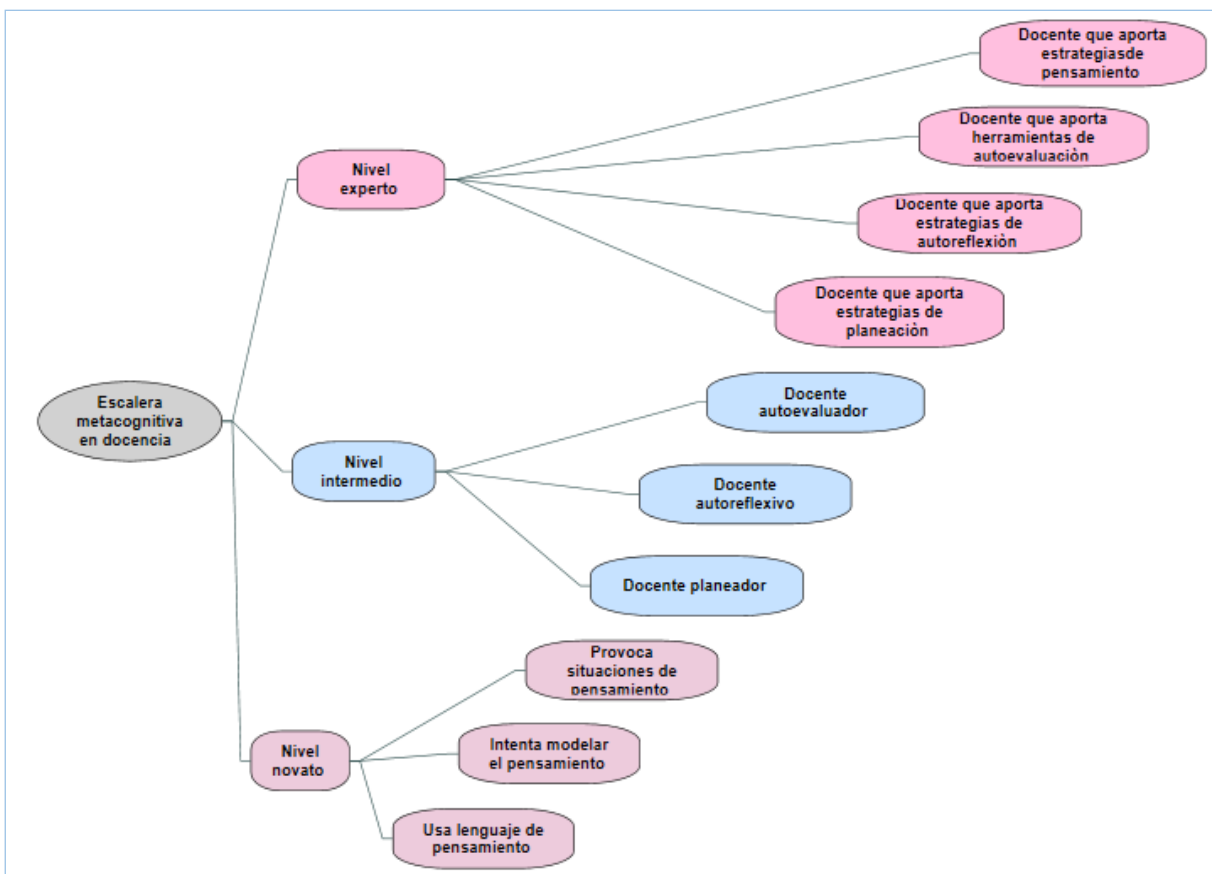 Docente que aporta
estrategiasde
pensamiento
Docente que aporta
herramientas de
autoevaluaciòn
Nivel
experto
Docente que aporta
estrategias de
autoreflexiòn
Docente que aporta
estrategias de
planeaciòn
Escalera
metacognitiva
en docencia
Docente
autoevaluador
Nivel
intermedio
Docente
autoreflexivo
Docente planeador
Provoca
situaciones de
pensamiento
Nivel
novato
Intenta modelar
el pensamiento
Usa lenguaje de
pensamiento